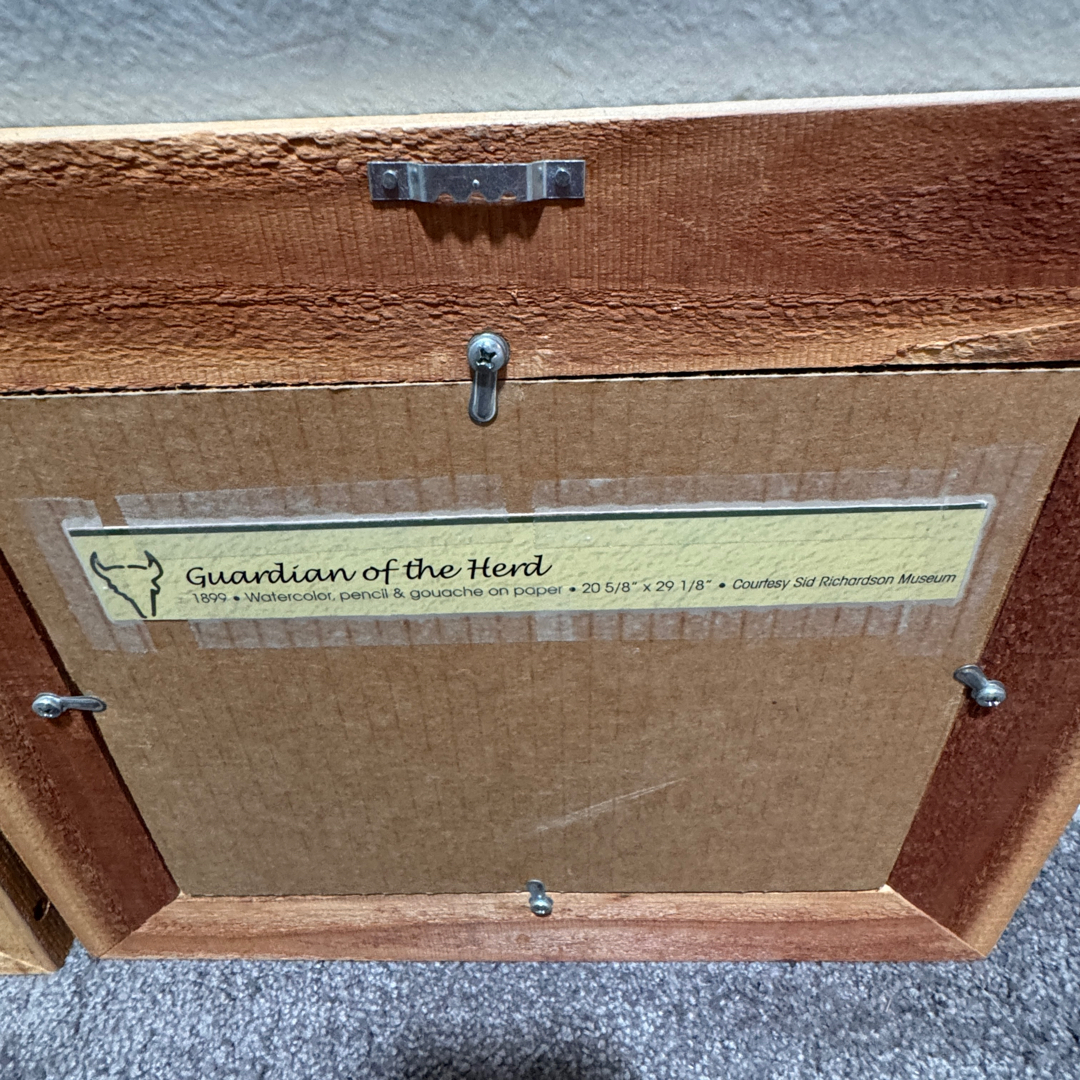 Guardian of the Herd
1899 • Watercolor, pencil & gouache on paper • 20 5/8" x 29 1/8" • Courtesy Sid Richardson Museum